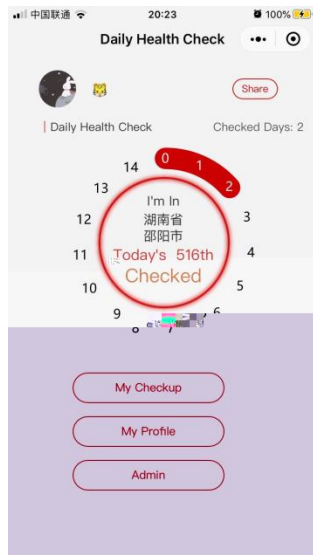 中国联通 20:23 100%
Daily Health Check
Share
Daily Health Check Checked Days: 2
0
1
2
3
4
5
6
7
8
9
10
11
12
13
14
I'm In
湖南省
邵阳市
Today's 516th
Checked
My Checkup
My Profile
Admin